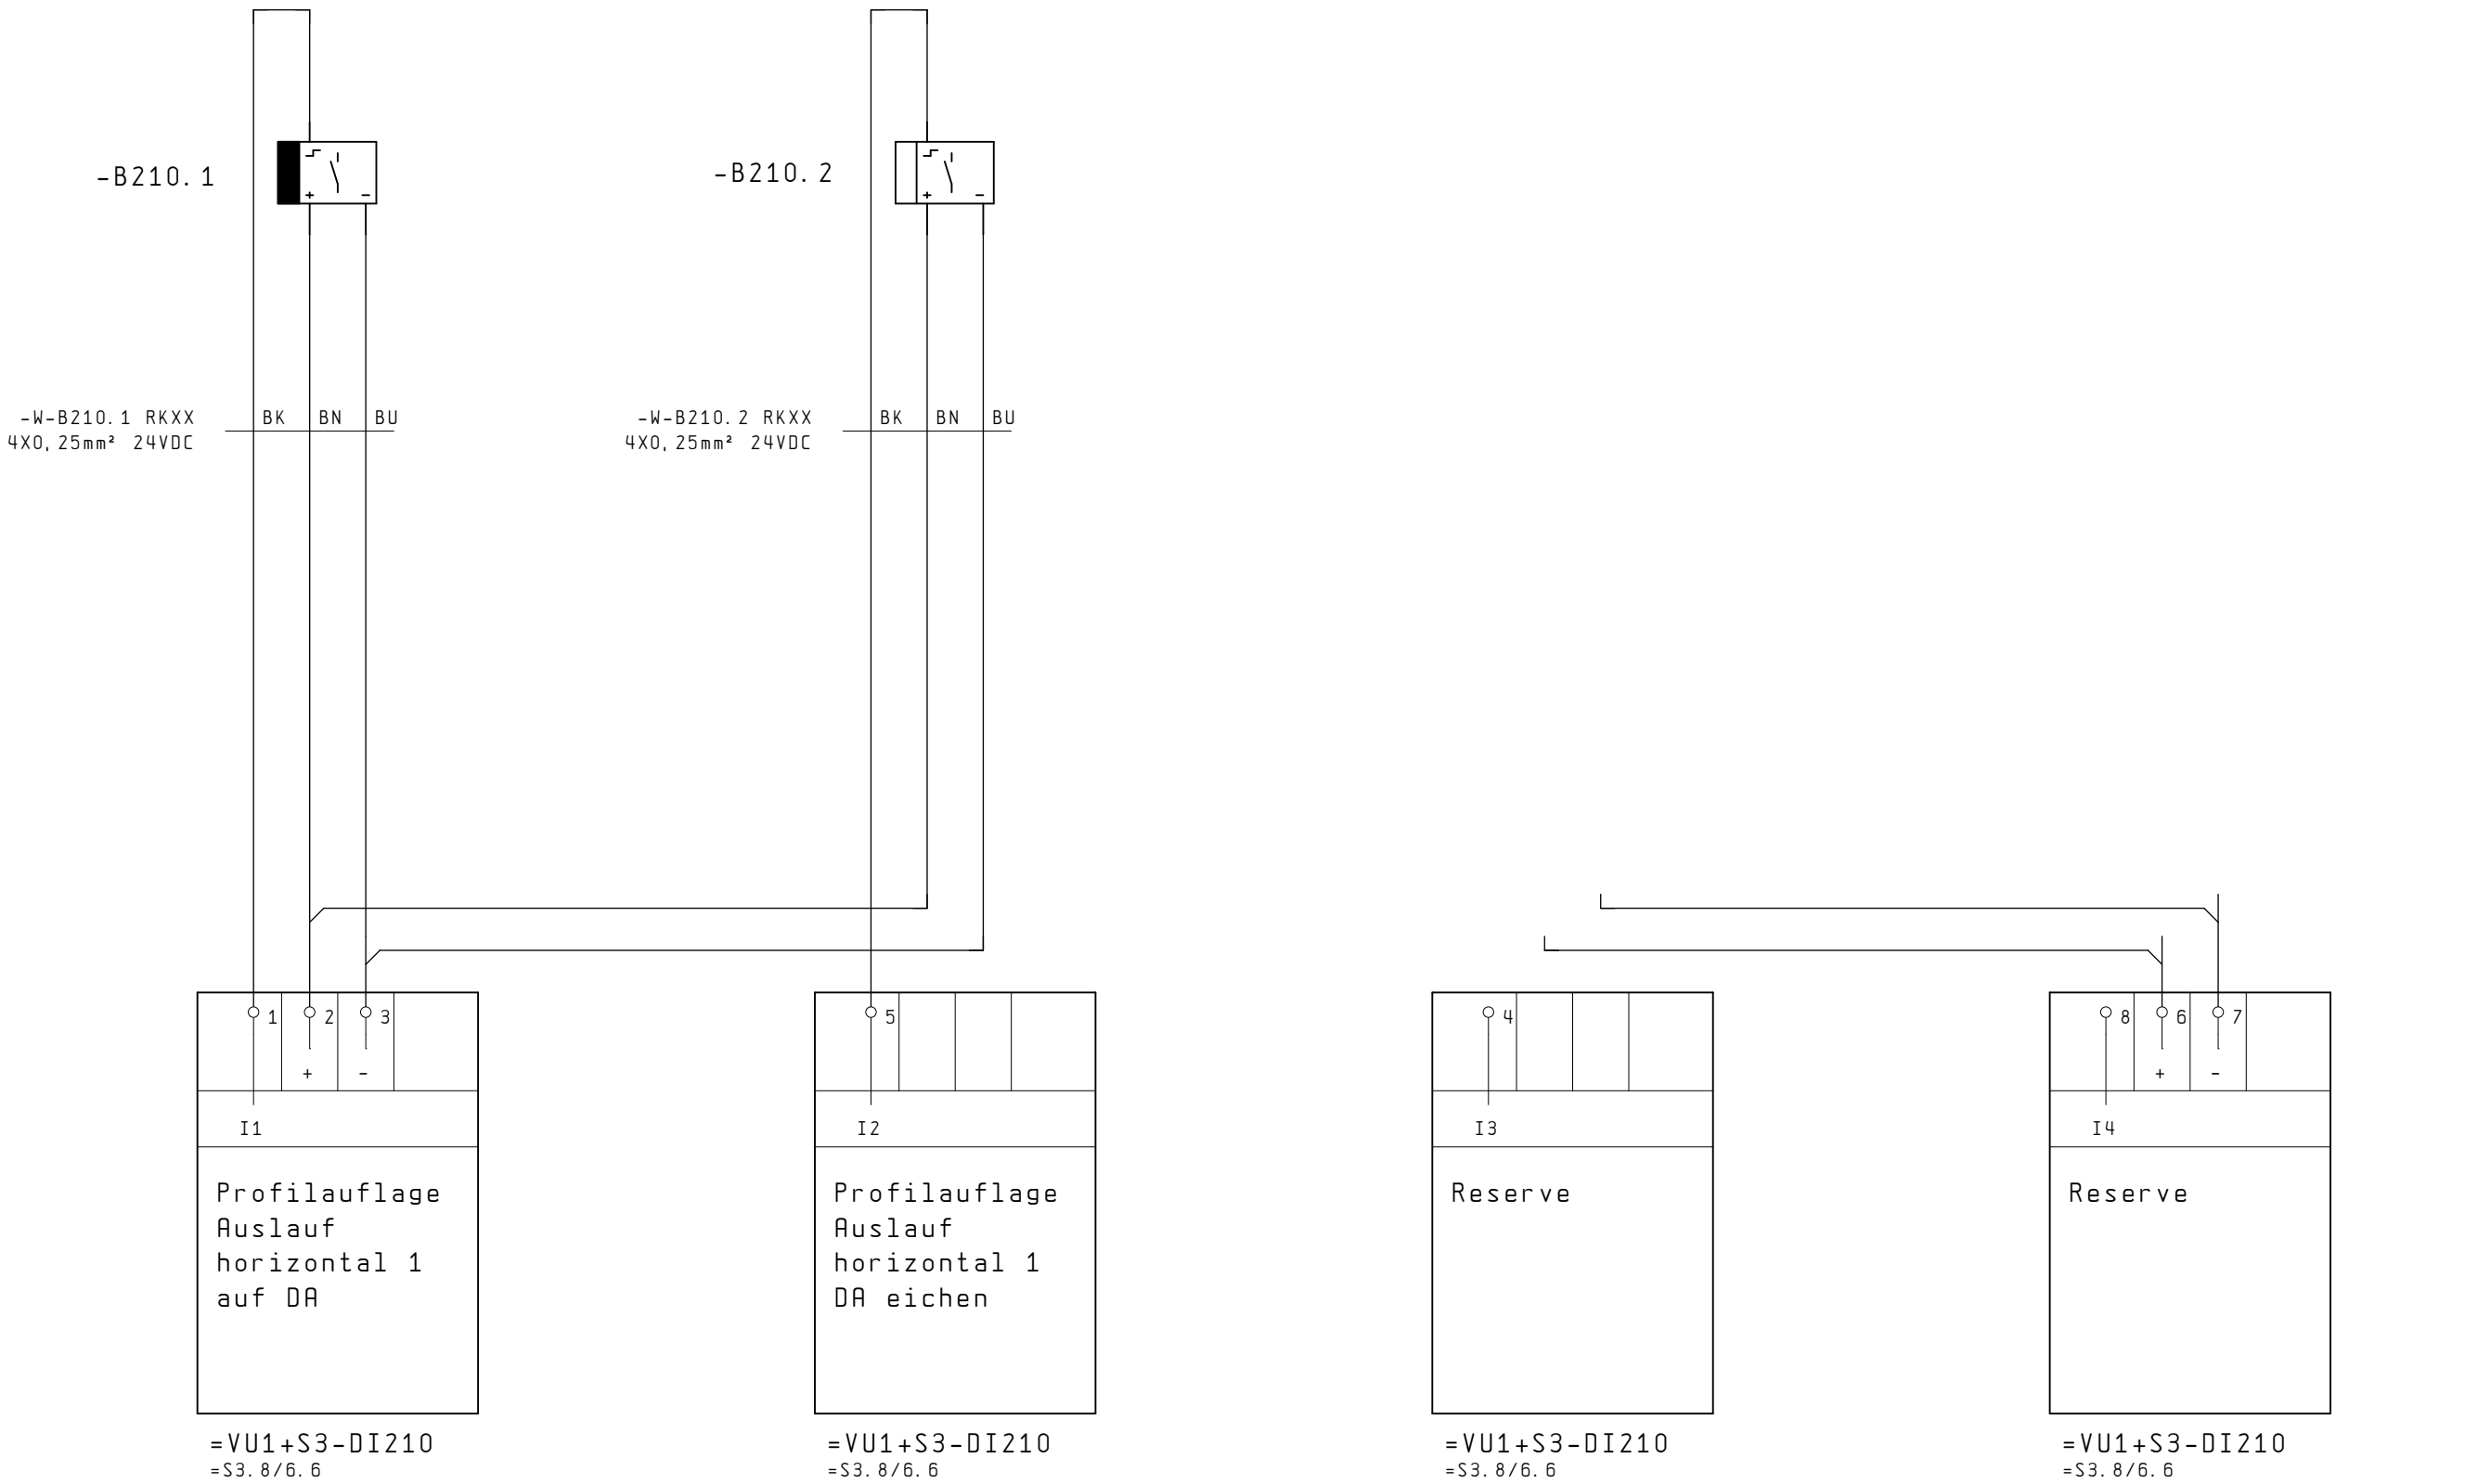 -B210.1
-B210.2
-W-B210.1 RKXX
4X0,25mm² 24VDC
BK BN BU
-W-B210.2 RKXX
4X0,25mm² 24VDC
BK BN BU
1 2 3
+ -
I1
Profilauflage
Auslauf
horizontal 1
auf DA
=VU1+S3-DI210
=S3.8/6.6
5
I2
Profilauflage
Auslauf
horizontal 1
DA eichen
=VU1+S3-DI210
=S3.8/6.6
4
I3
Reserve
=VU1+S3-DI210
=S3.8/6.6
8 6 7
+ -
I4
Reserve
=VU1+S3-DI210
=S3.8/6.6